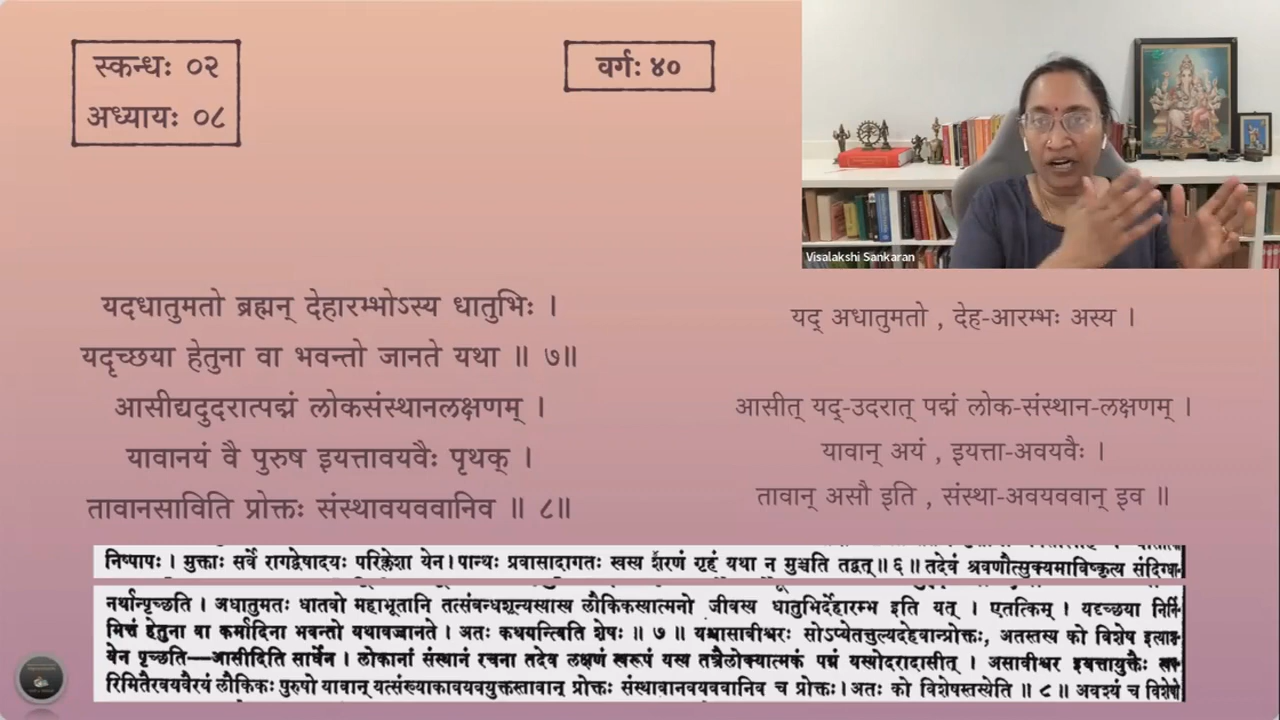 स्कन्धः ०२
अध्यायः ०८
वर्गः ४०
Visalakshi Sankaran
यदधातुमतो ब्रह्मन् देहारम्भोऽस्य धातुभिः ।
यदृच्छया हेतुना वा भवन्तो जानते यथा ॥ ७॥
आसीद्यदुदरात्पद्मं लोकसंस्थानलक्षणम् ।
यावानयं वै पुरुष इयत्तावयवैः पृथक् ।
तावानसाविति प्रोक्तः संस्थावयववानिव ॥ ८॥
यद् अधातुमतो , देह-आरम्भः अस्य ।
आसीत् यद्-उदरात् पद्मं लोक-संस्थान-लक्षणम् ।
यावान् अयं , इयत्ता-अवयवैः ।
तावान् असौ इति , संस्था-अवयववान् इव ॥
निष्पापः । मुक्ताः सर्वे रागद्वेषादयः परिक्लेशा येन। पान्थः प्रवासादागतः स्वस्य शरणं गृहं यथा न मुञ्चति तद्वत्॥६॥ तदेवं श्रवणौत्सुक्यमाविष्कृत्य संदिग्धा-
नर्थान्पृच्छति । अधातुमतः धातवो महाभूतानि तत्संबन्धशून्यस्यास्य लौकिकस्यात्मनो जीवस्य धातुभिर्देहारम्भ इति यत् । एतत्किम् । यदृच्छया निर्नि-
मित्तं हेतुना वा कर्मादिना भवन्तो यथावज्जानते । अतः कथयन्त्विति शेषः ॥ ७ ॥ यश्चासावीश्वरः सोऽप्येतत्तुल्यदेहवान्प्रोक्तः, अतस्तस्य को विशेष इत्याश-
येन पृच्छति—आसीदिति सार्धेन । लोकानां संस्थानं रचना तदेव लक्षणं स्वरूपं यस्य तत्रैलोक्यात्मकं पद्मं यस्योदरादासीत् । असावीश्वर इयत्तायुक्तैः स्वप-
रिमितैरवयवैरयं लौकिकः पुरुषो यावान् यत्संख्याकावयवयुक्तस्तावान् प्रोक्तः संस्थावानवयववानिव च प्रोक्तः। अतः को विशेषस्तस्येति ॥ ८ ॥ अवश्यं च विशेषो